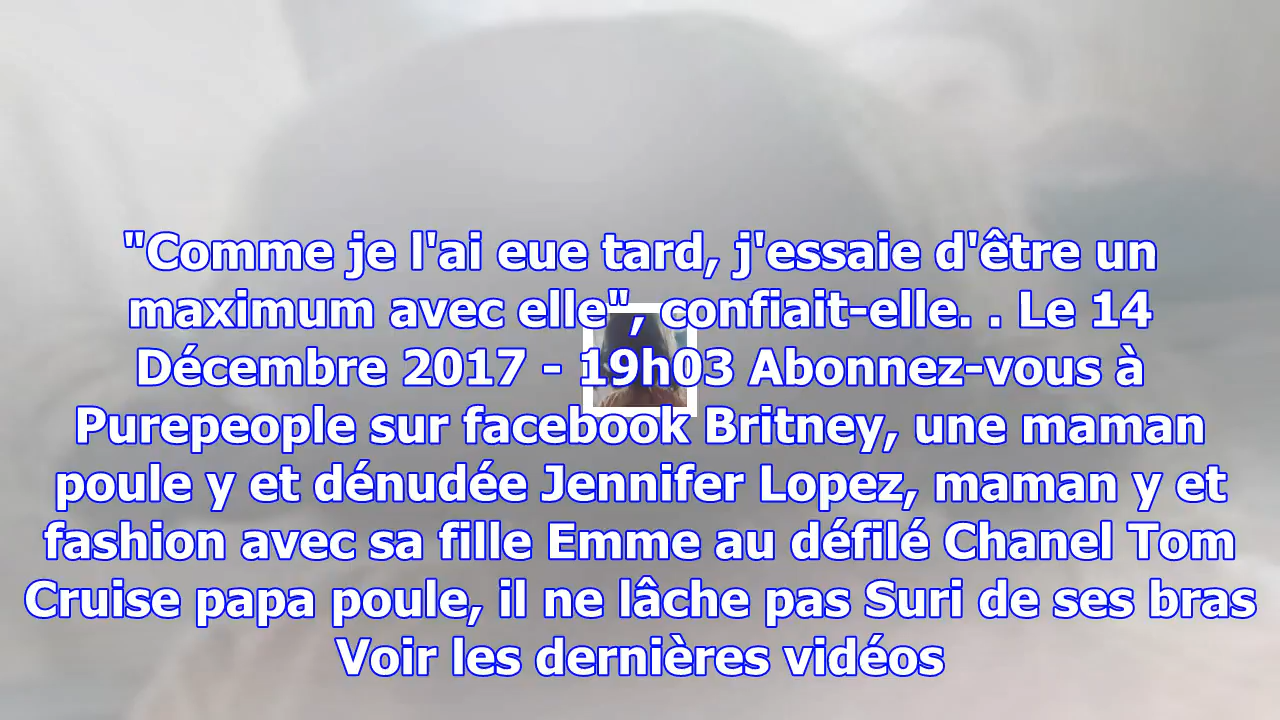 "Comme je l'ai eue tard, j'essaie d'être un
maximum avec elle", confiait-elle. . Le 14
Décembre 2017 - 19h03 Abonnez-vous à
Purepeople sur facebook Britney, une maman
poule y et dénudée Jennifer Lopez, maman y et
fashion avec sa fille Emme au défilé Chanel Tom
Cruise papa poule, il ne lâche pas Suri de ses bras
Voir les dernières vidéos